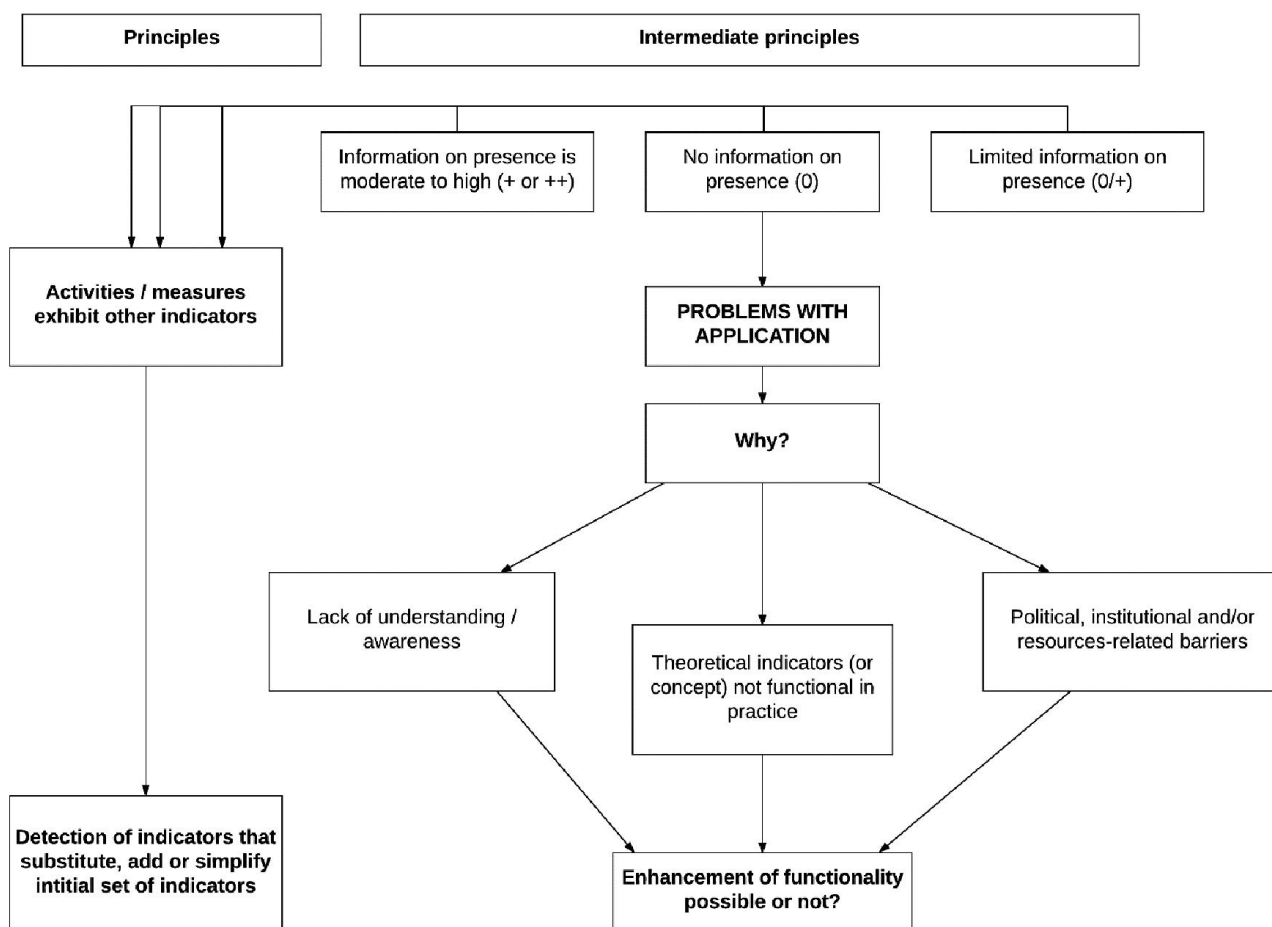 Principles
Intermediate principles
Information on presence is
moderate to high (+ or ++)
No information on
presence (0)
Limited information on
presence (0/+)
Activities / measures
exhibit other indicators
PROBLEMS WITH
APPLICATION
Why?
Lack of understanding /
awareness
Theoretical indicators (or
concept) not functional in
practice
Political, institutional and/or
resources-related barriers
Detection of indicators that
substitute, add or simplify
intitial set of indicators
Enhancement of functionality
possible or not?